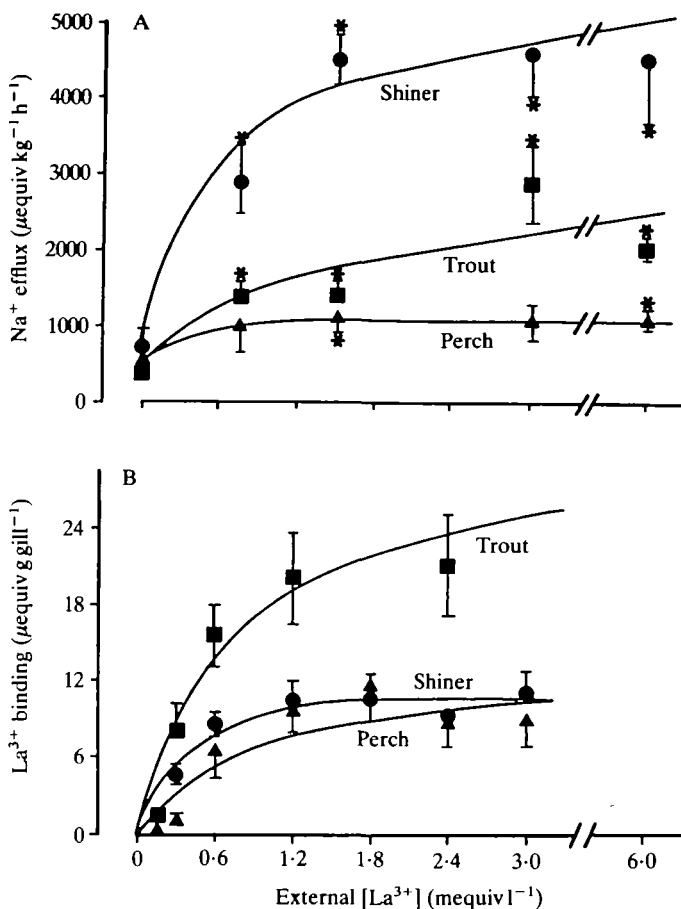 A
5000
4000
3000
2000
1000
0
Na⁺ efflux (μequiv kg⁻¹ h⁻¹)
Shiner
Trout
Perch
B
24
18
12
6
0
La³⁺ binding (μequiv g gill⁻¹)
Trout
Shiner
Perch
0 0·6 1·2 1·8 2·4 3·0 6·0
External [La³⁺] (mequiv l⁻¹)